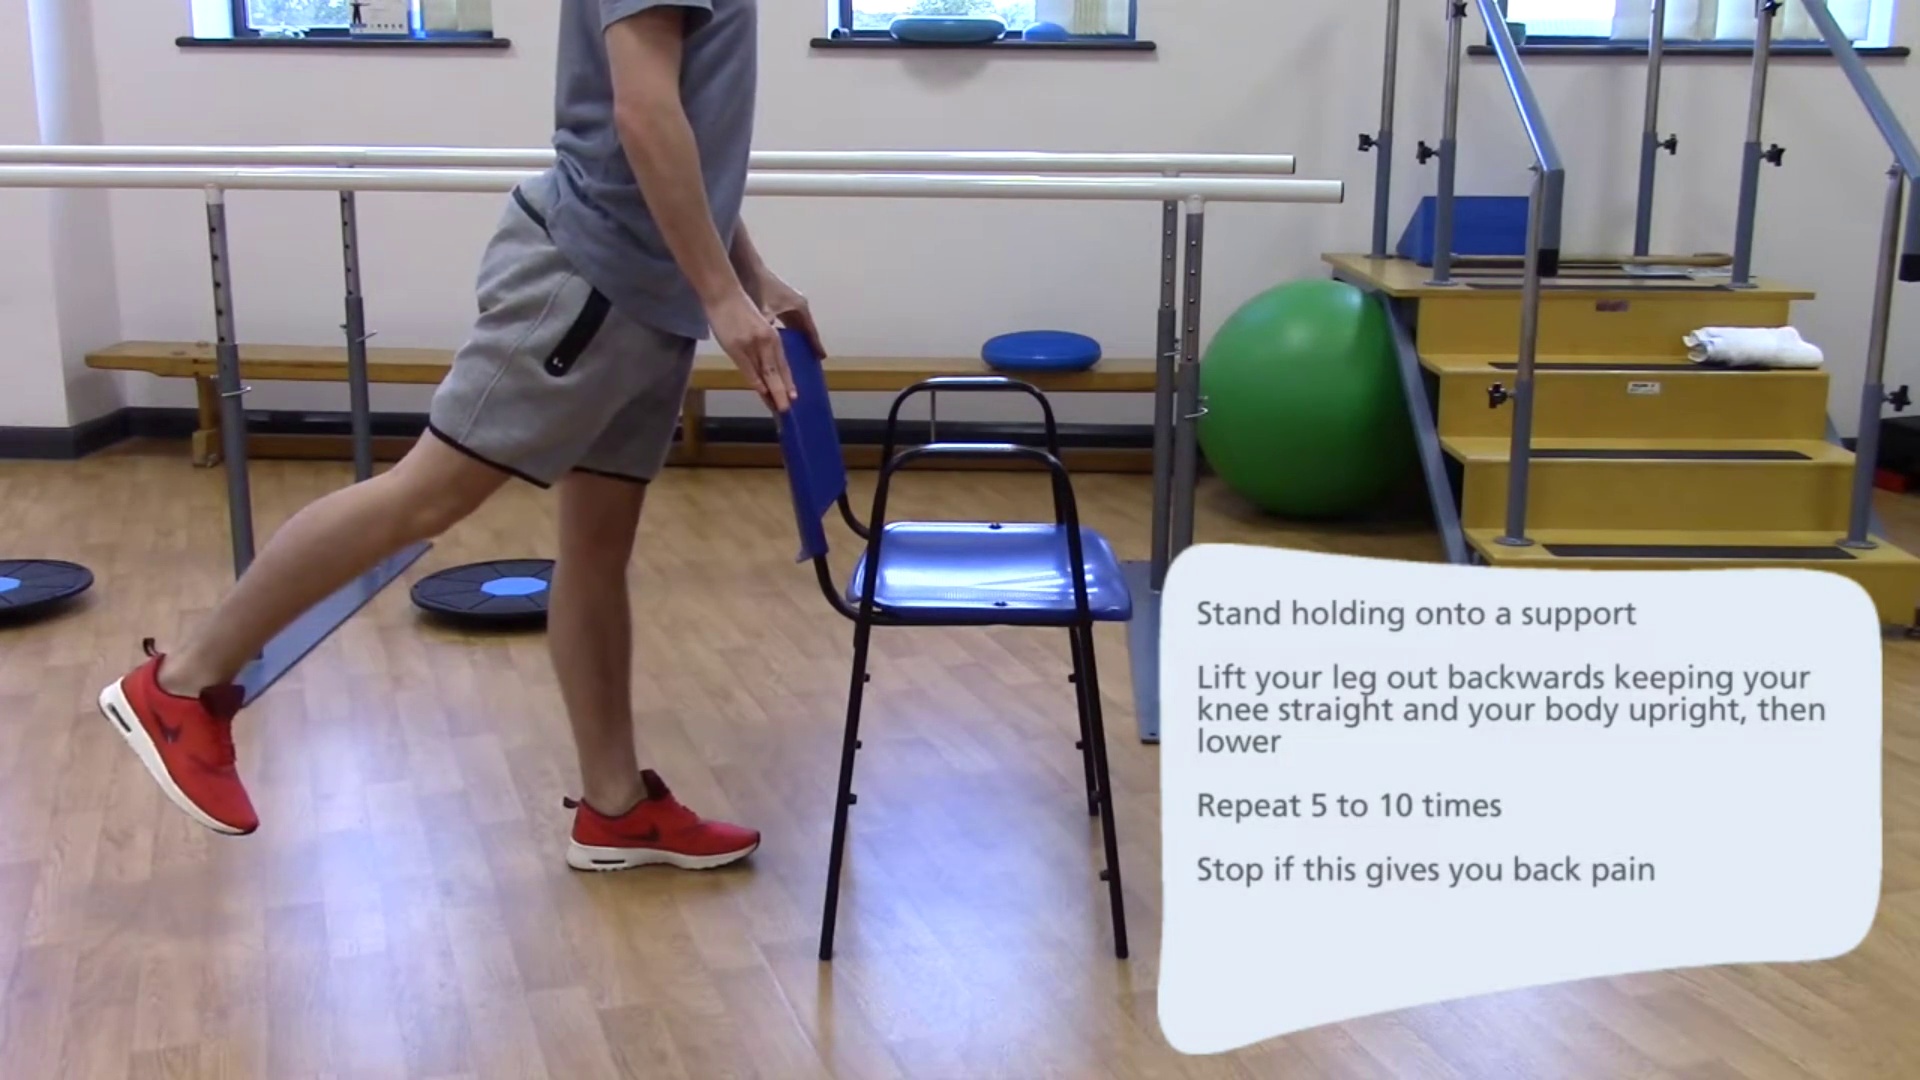 Stand holding onto a support
Lift your leg out backwards keeping your
knee straight and your body upright, then
lower
Repeat 5 to 10 times
Stop if this gives you back pain